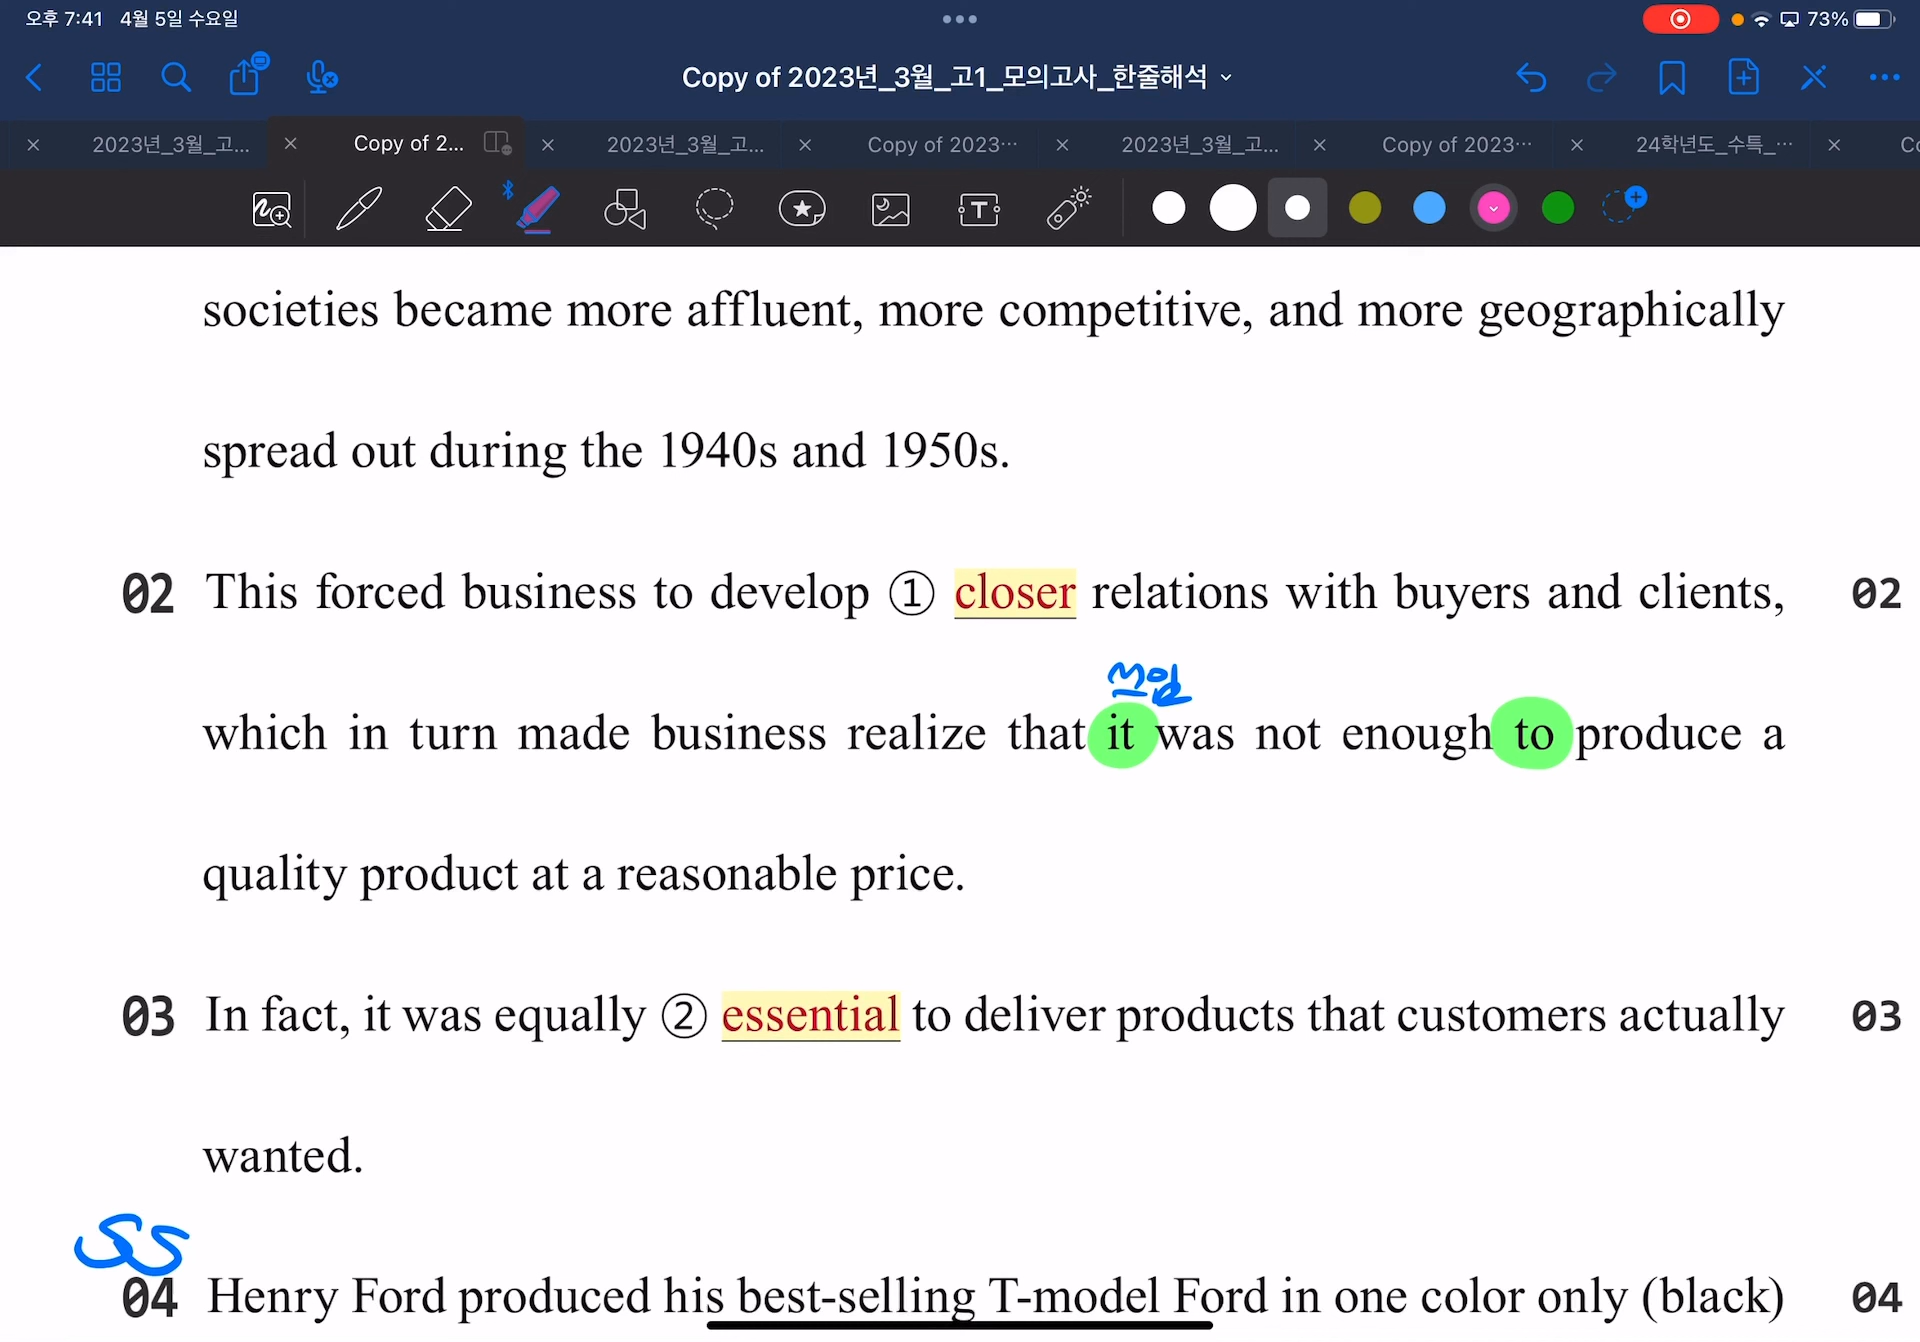 오후 7:41 4월 5일 수요일
73%
Copy of 2023년_3월_고1_모의고사_한줄해석
2023년_3월_고... Copy of 2... 2023년_3월_고... Copy of 2023... 2023년_3월_고... Copy of 2023... 24학년도_수특_... Co
societies became more affluent, more competitive, and more geographically
spread out during the 1940s and 1950s.
02 This forced business to develop ① closer relations with buyers and clients, 02
쓰임
which in turn made business realize that it was not enough to produce a
quality product at a reasonable price.
03 In fact, it was equally ② essential to deliver products that customers actually 03
wanted.
SS
04 Henry Ford produced his best-selling T-model Ford in one color only (black) 04